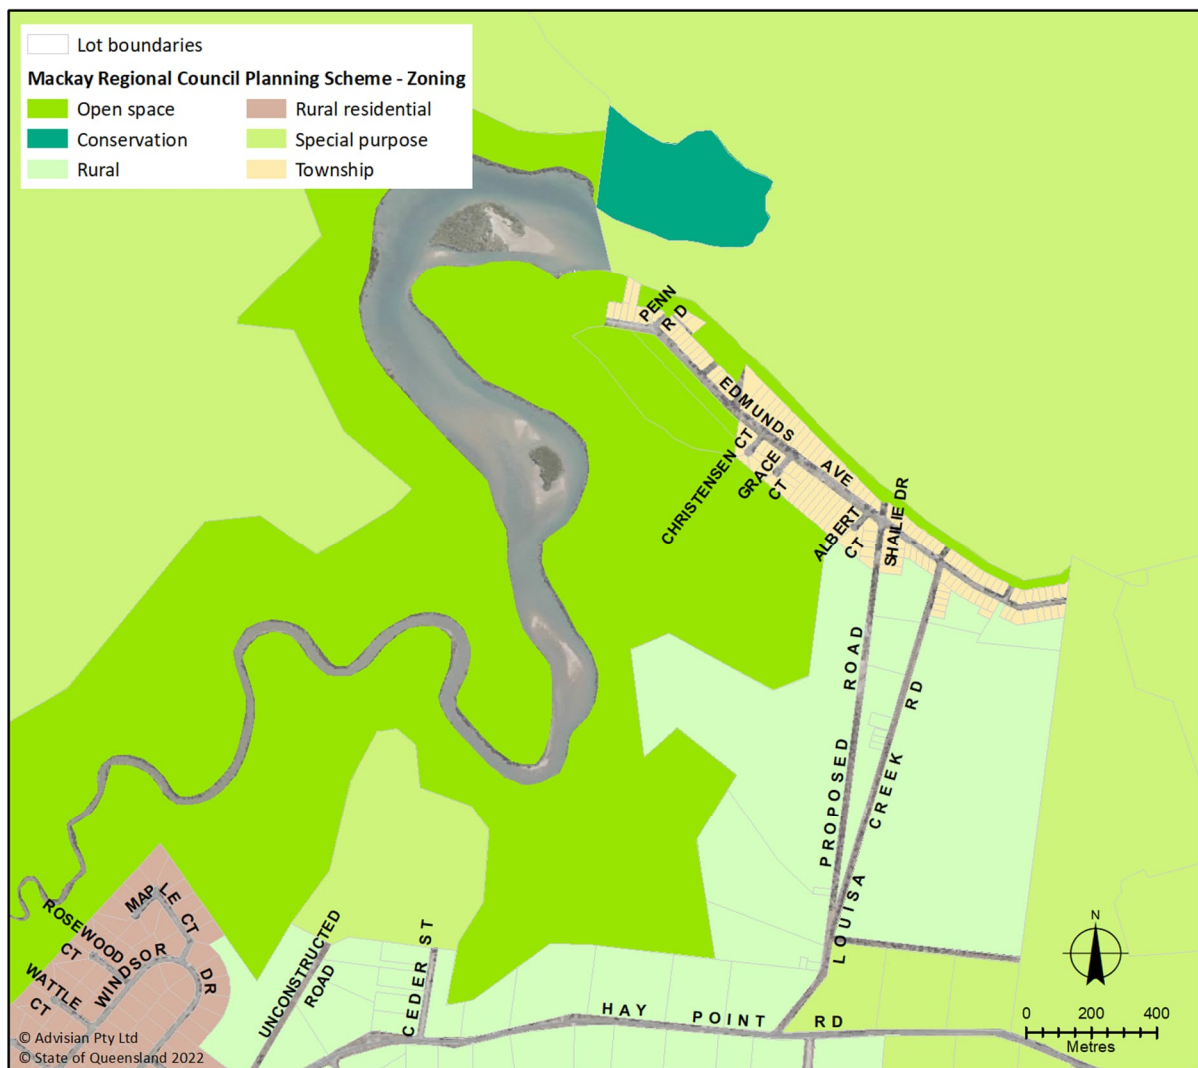 Lot boundaries
Mackay Regional Council Planning Scheme - Zoning
Open space
Rural residential
Conservation
Special purpose
Rural
Township
PENN
RD
EDMUNDS AVE
CHRISTENSEN CT
GRACE
CT
ALBERT
CT
SHAILIE DR
PROPOSED ROAD
LOUISA CREEK RD
MAPLE CT
ROSEWOOD
CT
WINDSOR DR
WATTLE
CT
UNCONSTRUCTED
ROAD
CEDER ST
HAY POINT RD
N
0 200 400
Metres
© Advisian Pty Ltd
© State of Queensland 2022